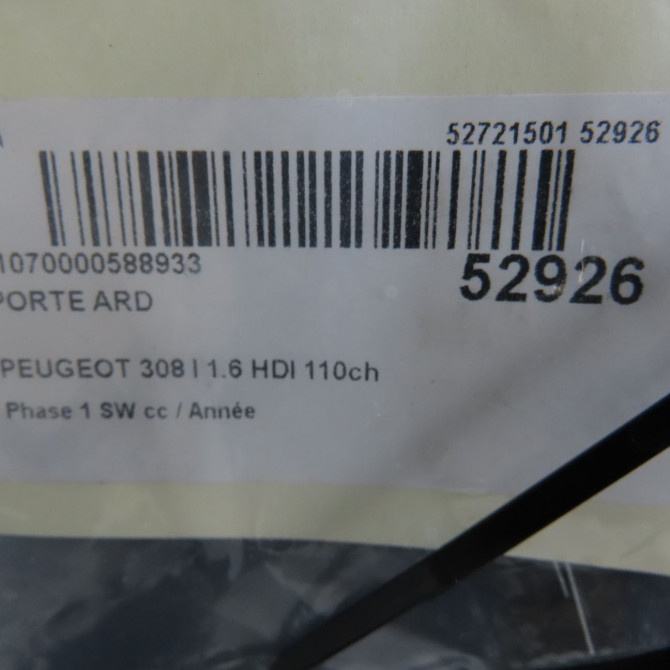 52721501 52926
1070000588933
52926
PORTE ARD
PEUGEOT 308 I 1.6 HDI 110ch
Phase 1 SW cc / Année